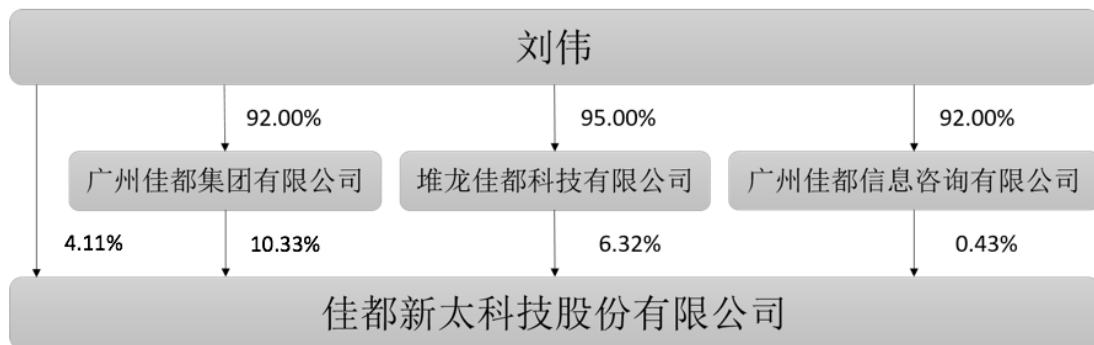 刘伟
92.00%
95.00%
92.00%
广州佳都集团有限公司
堆龙佳都科技有限公司
广州佳都信息咨询有限公司
4.11%
10.33%
6.32%
0.43%
佳都新太科技股份有限公司